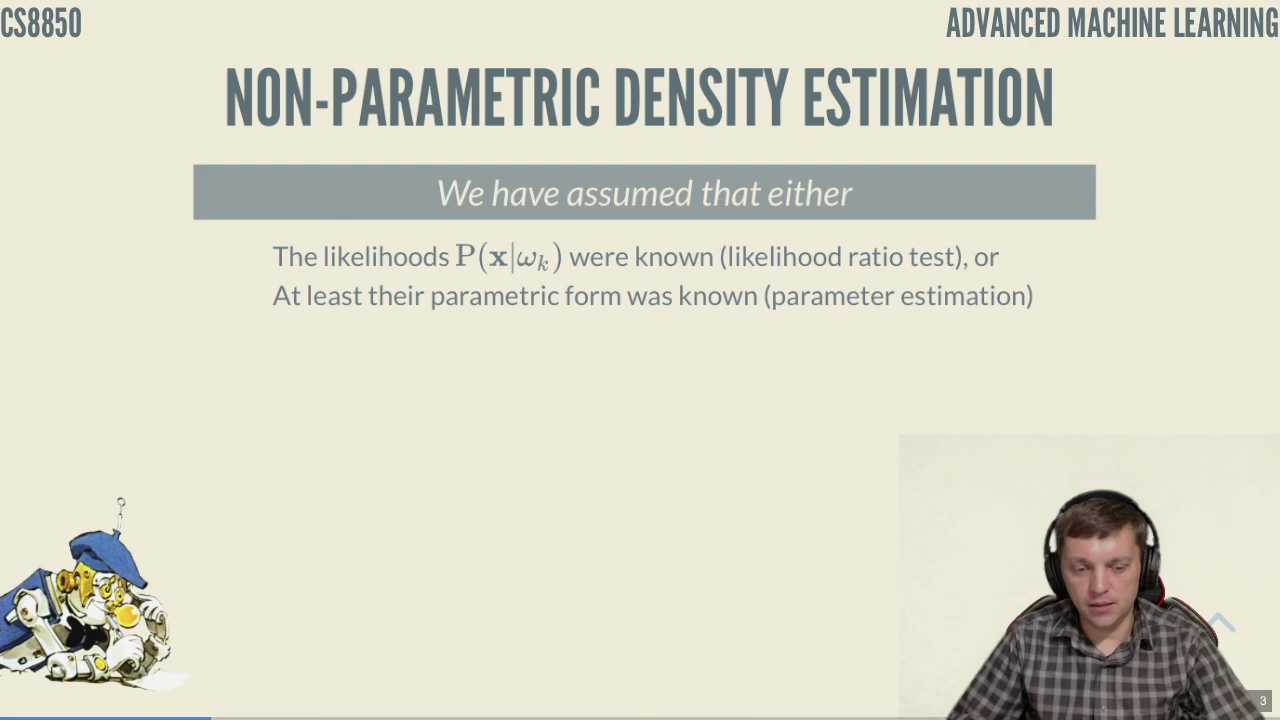 CS8850
ADVANCED MACHINE LEARNING
NON-PARAMETRIC DENSITY ESTIMATION
We have assumed that either
The likelihoods P(x|ωₖ) were known (likelihood ratio test), or
At least their parametric form was known (parameter estimation)
3